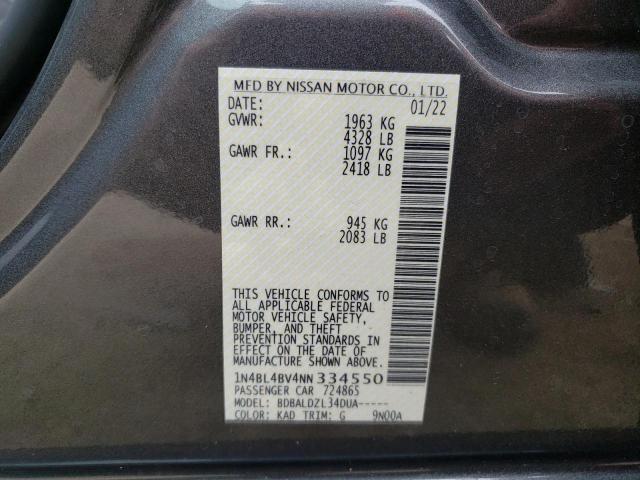 MFD BY NISSAN MOTOR CO., LTD.
DATE: 01/22
GVWR: 1963 KG
4328 LB
GAWR FR.: 1097 KG
2418 LB
GAWR RR.: 945 KG
2083 LB
THIS VEHICLE CONFORMS TO
ALL APPLICABLE FEDERAL
MOTOR VEHICLE SAFETY,
BUMPER, AND THEFT
PREVENTION STANDARDS IN
EFFECT ON THE DATE OF
MANUFACTURE SHOWN ABOVE.
1N4BL4BV4NN334550
PASSENGER CAR 724865
MODEL: BDBALDZL34DUA-----
COLOR: KAD TRIM: G 9N00A